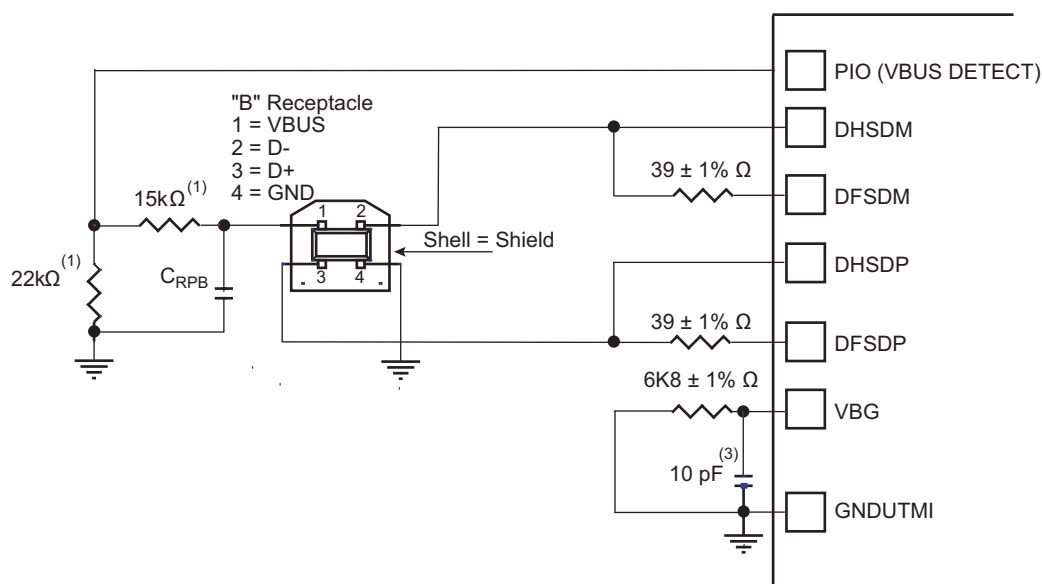 PIO (VBUS DETECT)
"B" Receptacle
1 = VBUS
2 = D-
3 = D+
4 = GND
DHSDM
39 ± 1% Ω
DFSDM
15kΩ(1)
1 2
Shell = Shield
DHSDP
22kΩ(1)
CRPB
3 4
39 ± 1% Ω
DFSDP
6K8 ± 1% Ω
VBG
10 pF(3)
GNDUTMI